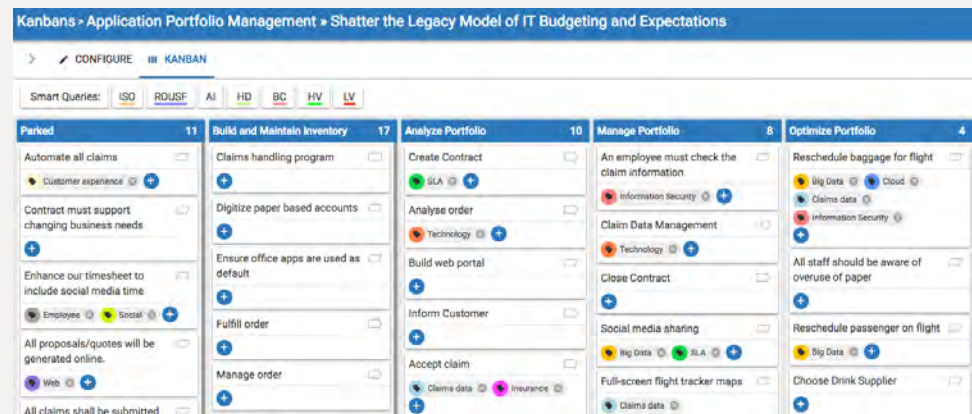 Kanbans > Application Portfolio Management » Shatter the Legacy Model of IT Budgeting and Expectations
CONFIGURE KANBAN
Smart Queries: ISO ROUSF AI HD BC HV LV
Parked 11
Automate all claims
Customer experience
Contract must support
changing business needs
Enhance our timesheet to
include social media time
Employee Social
All proposals/quotes will be
generated online.
Web
All claims shall be submitted
Build and Maintain Inventory 17
Claims handling program
Digitize paper based accounts
Ensure office apps are used as
default
Fulfill order
Manage order
Analyze Portfolio 10
Create Contract
SLA
Analyse order
Technology
Build web portal
Inform Customer
Accept claim
Claims data Insurance
Manage Portfolio 8
An employee must check the
claim information
Information Security
Claim Data Management
Technology
Close Contract
Social media sharing
Big Data SLA
Full-screen flight tracker maps
Claims data
Optimize Portfolio 4
Reschedule baggage for flight
Big Data Cloud
Claims data
Information Security
All staff should be aware of
overuse of paper
Reschedule passenger on flight
Big Data
Choose Drink Supplier